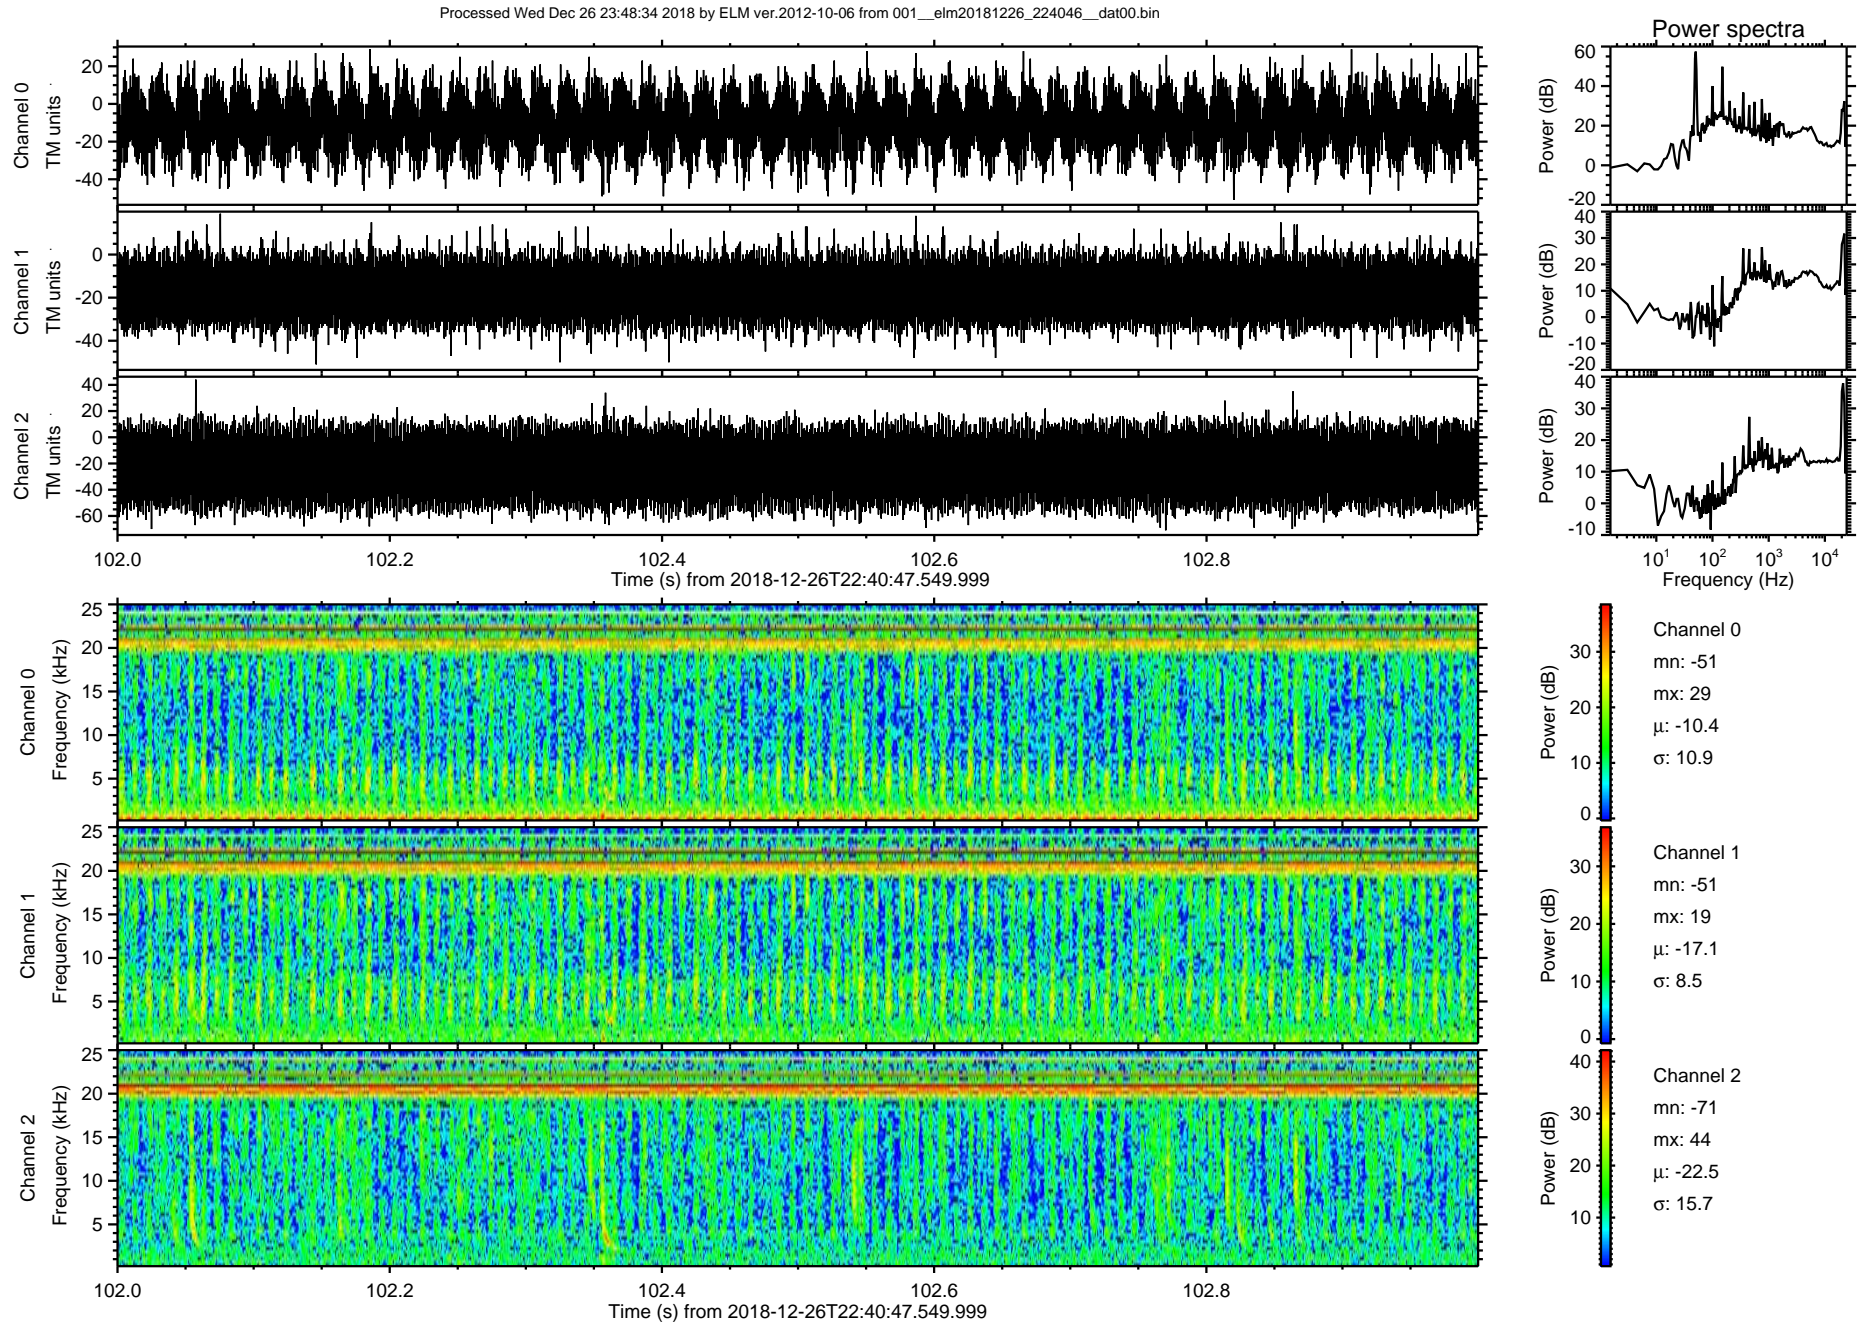 Processed Wed Dec 26 23:48:34 2018 by ELM ver.2012-10-06 from 001__elm20181226_224046__dat00.bin
Power spectra
Channel 0
TM units
20
0
-20
-40
Power (dB)
60
40
20
0
-20
Channel 1
TM units
0
-20
-40
Power (dB)
40
30
20
10
0
-10
-20
Channel 2
TM units
40
20
0
-20
-40
-60
Power (dB)
40
30
20
10
0
-10
102.0 102.2 102.4 102.6 102.8
Time (s) from 2018-12-26T22:40:47.549.999
10¹ 10² 10³ 10⁴
Frequency (Hz)
Channel 0
Frequency (kHz)
25
20
15
10
5
Power (dB)
30
20
10
0
Channel 0
mn: -51
mx: 29
μ: -10.4
σ: 10.9
Channel 1
Frequency (kHz)
25
20
15
10
5
Power (dB)
30
20
10
0
Channel 1
mn: -51
mx: 19
μ: -17.1
σ: 8.5
Channel 2
Frequency (kHz)
25
20
15
10
5
Power (dB)
40
30
20
10
Channel 2
mn: -71
mx: 44
μ: -22.5
σ: 15.7
102.0 102.2 102.4 102.6 102.8
Time (s) from 2018-12-26T22:40:47.549.999